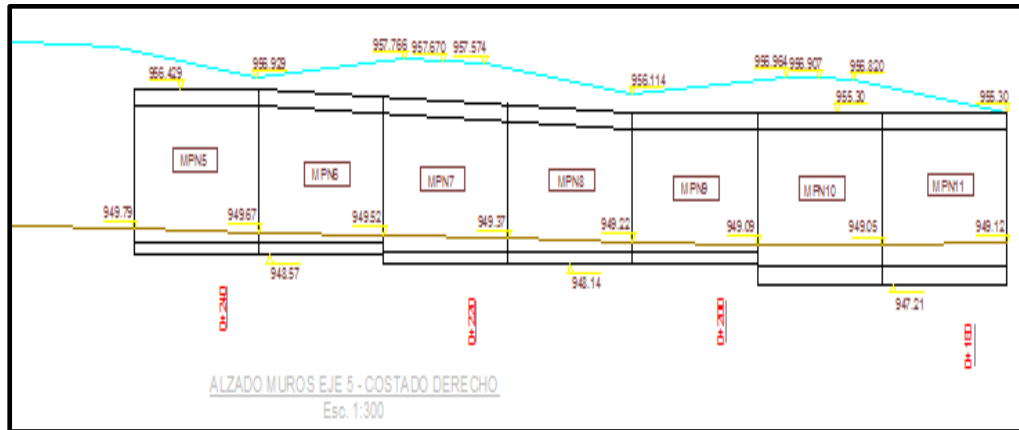 957.766
957.670
957.574
956.929
956.429
956.114
956.964
956.907
956.820
955.30
955.30
MPN5
MPN6
MPN7
MPN8
MPN9
MPN10
MPN11
949.79
949.67
949.52
949.37
949.22
949.09
949.05
949.12
948.57
948.14
947.21
0+240
0+220
0+200
0+180
ALZADO MUROS EJE 5 - COSTADO DERECHO
Esc. 1:300